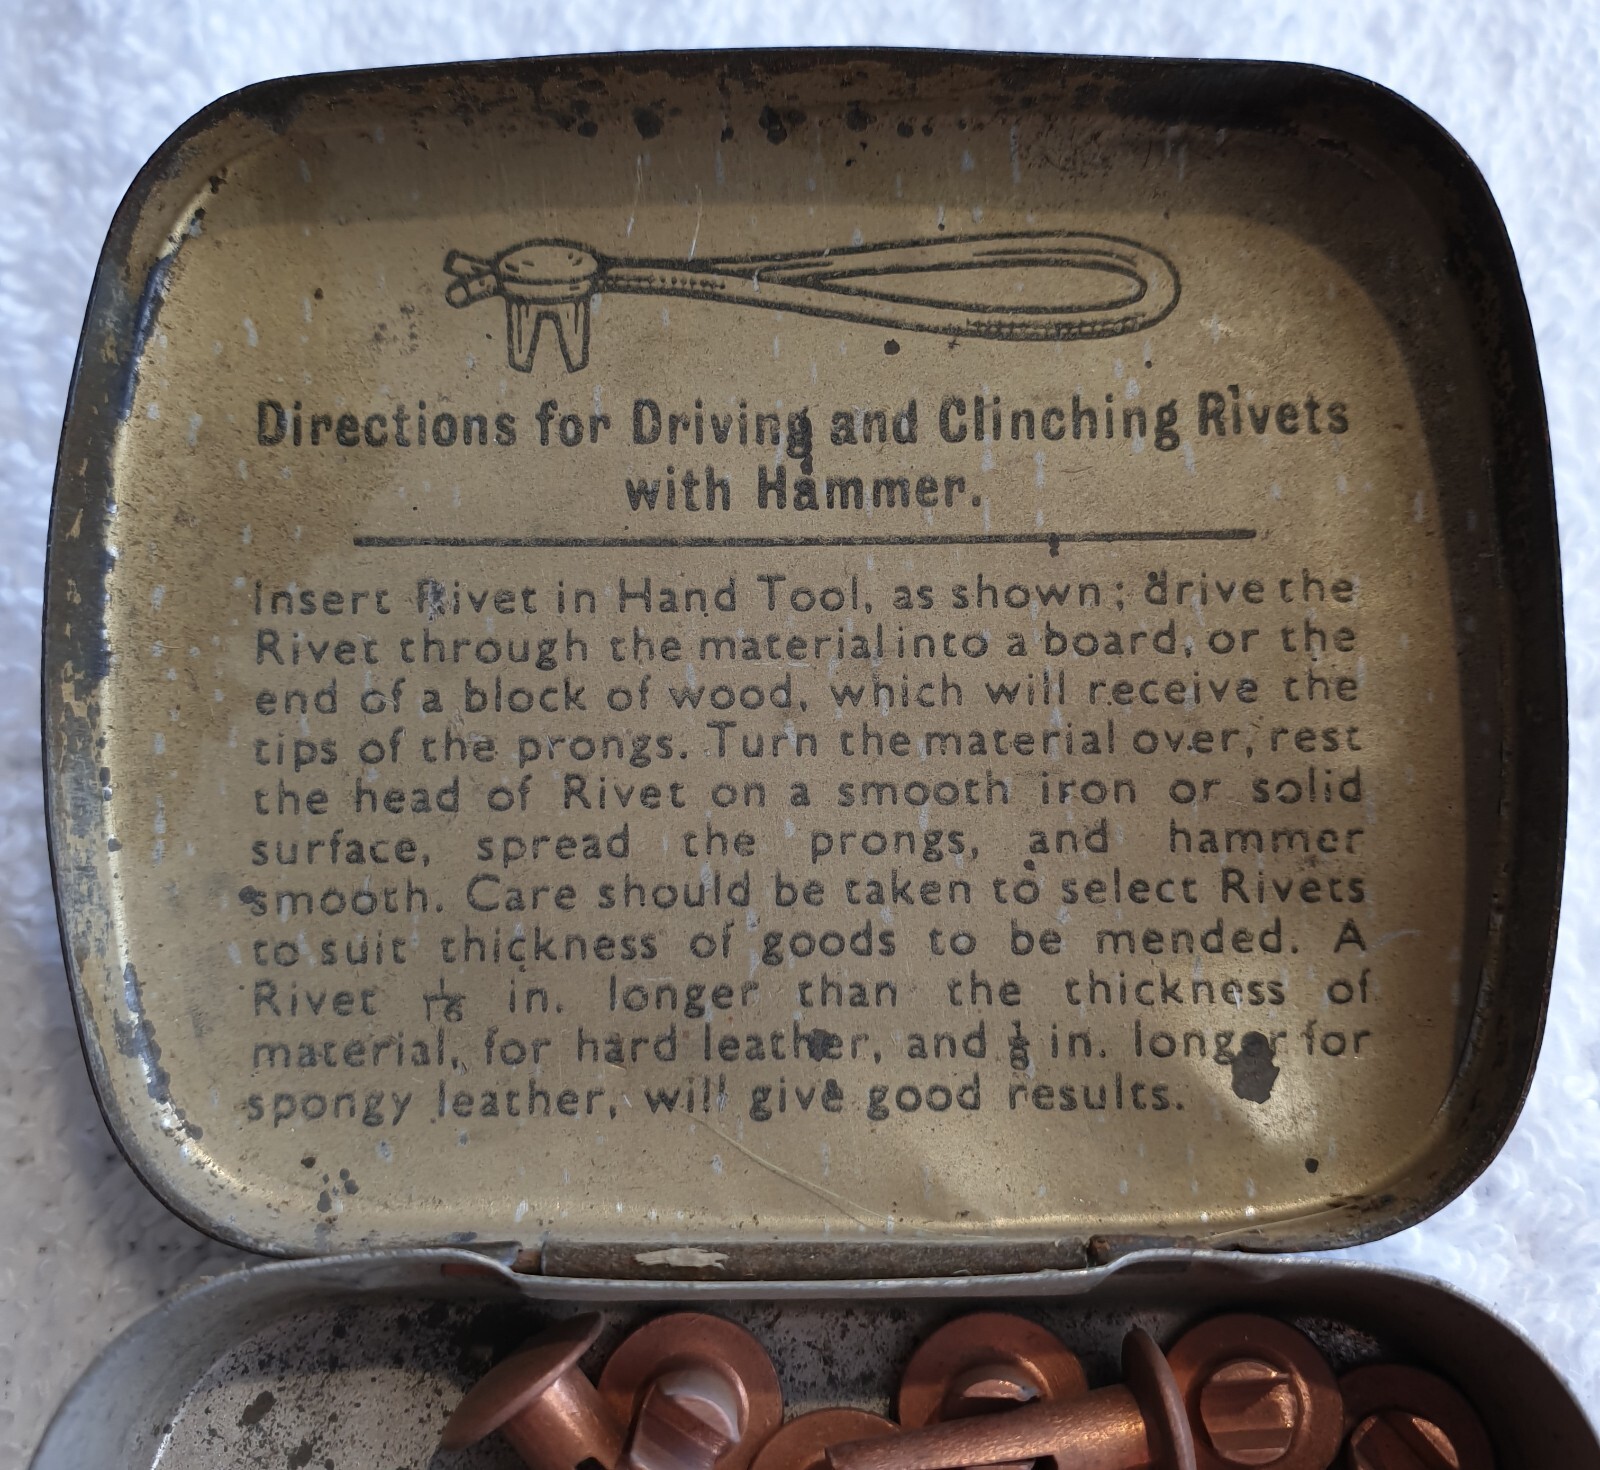 Directions for Driving and Clinching Rivets
with Hammer.
Insert Rivet in Hand Tool, as shown; drive the
Rivet through the material into a board, or the
end of a block of wood, which will receive the
tips of the prongs. Turn the material over, rest
the head of Rivet on a smooth iron or solid
surface, spread the prongs, and hammer
smooth. Care should be taken to select Rivets
to suit thickness of goods to be mended. A
Rivet 1/16 in. longer than the thickness of
material, for hard leather, and 1/8 in. longer for
spongy leather, will give good results.